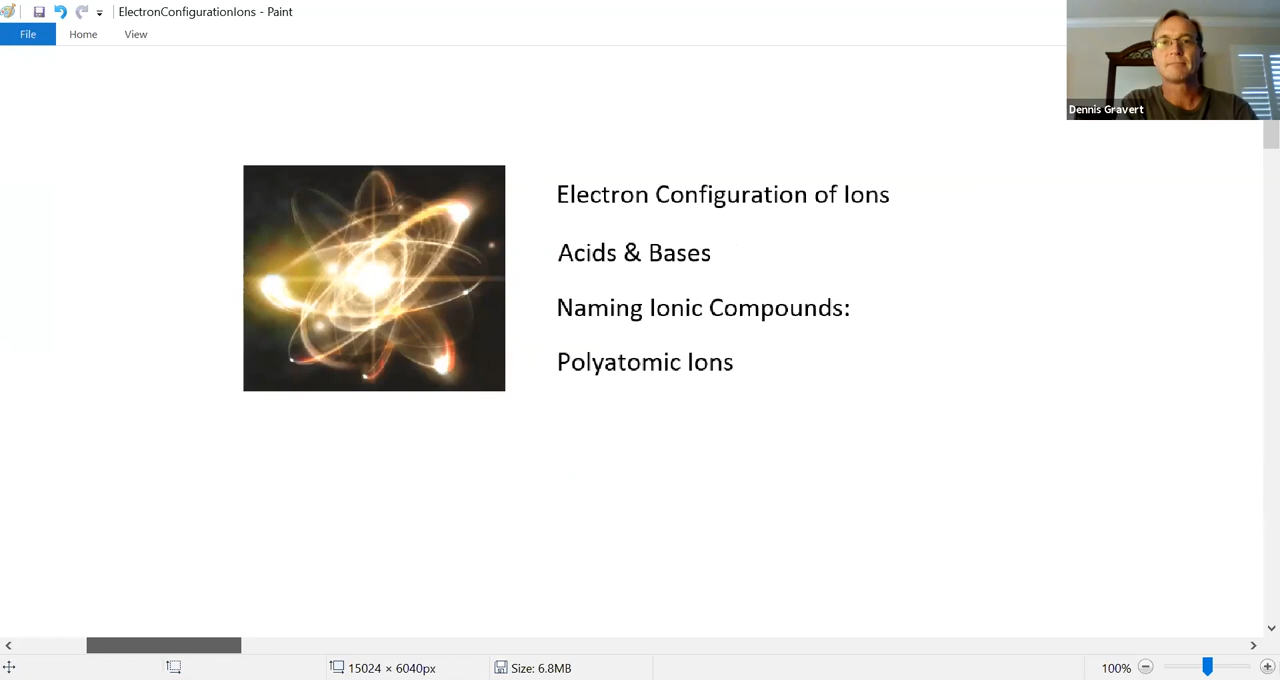 ElectronConfigurationIons - Paint
File Home View
Dennis Gravert
Electron Configuration of Ions
Acids & Bases
Naming Ionic Compounds:
Polyatomic Ions
15024 × 6040px Size: 6.8MB 100%